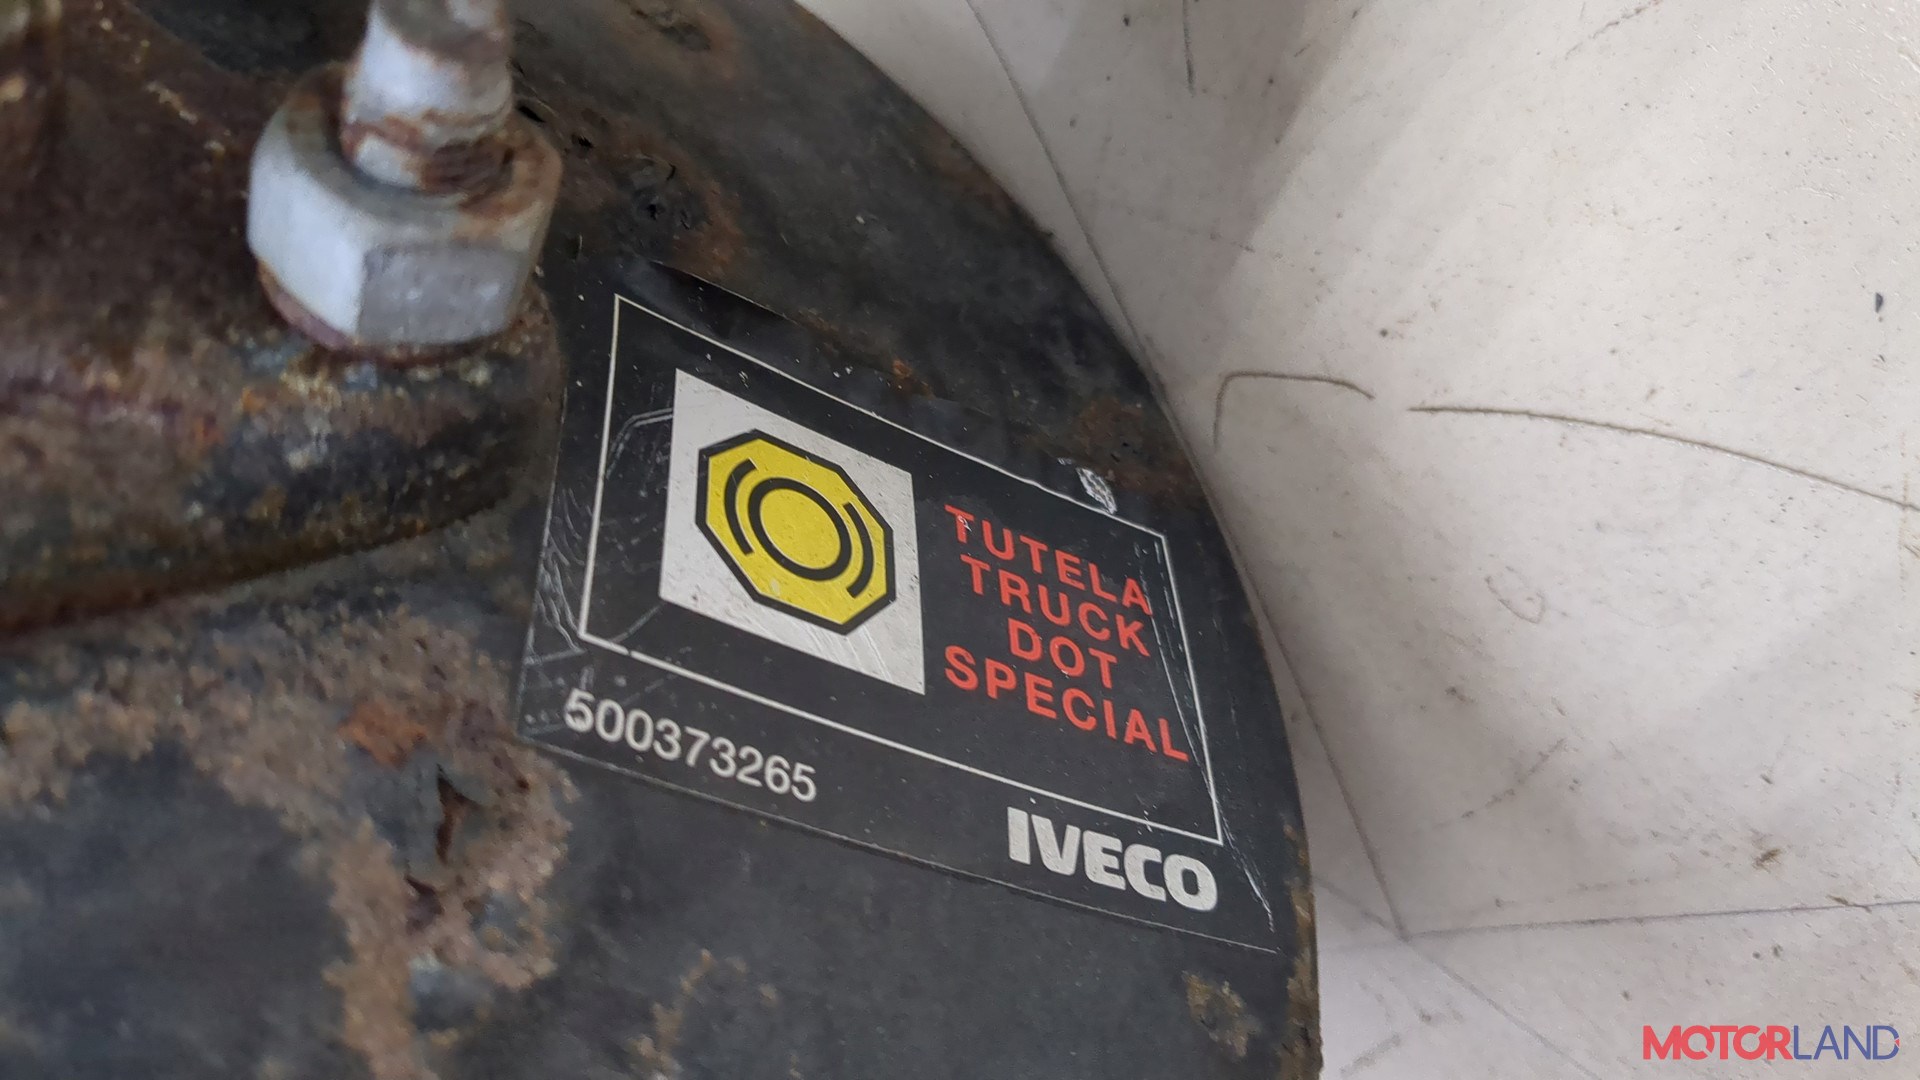 TUTELA
TRUCK
DOT
SPECIAL
500373265
IVECO
MOTORLAND